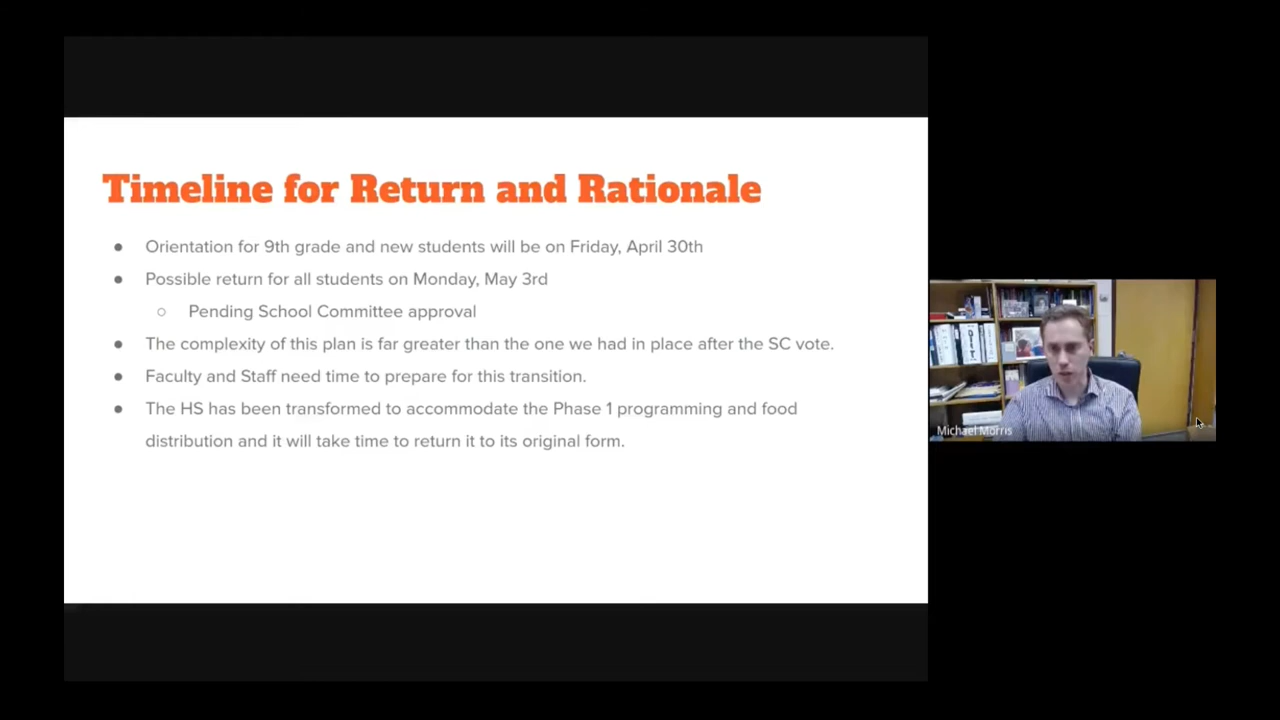 Timeline for Return and Rationale
● Orientation for 9th grade and new students will be on Friday, April 30th
● Possible return for all students on Monday, May 3rd
○ Pending School Committee approval
● The complexity of this plan is far greater than the one we had in place after the SC vote.
● Faculty and Staff need time to prepare for this transition.
● The HS has been transformed to accommodate the Phase 1 programming and food
distribution and it will take time to return it to its original form.
Michael Morris